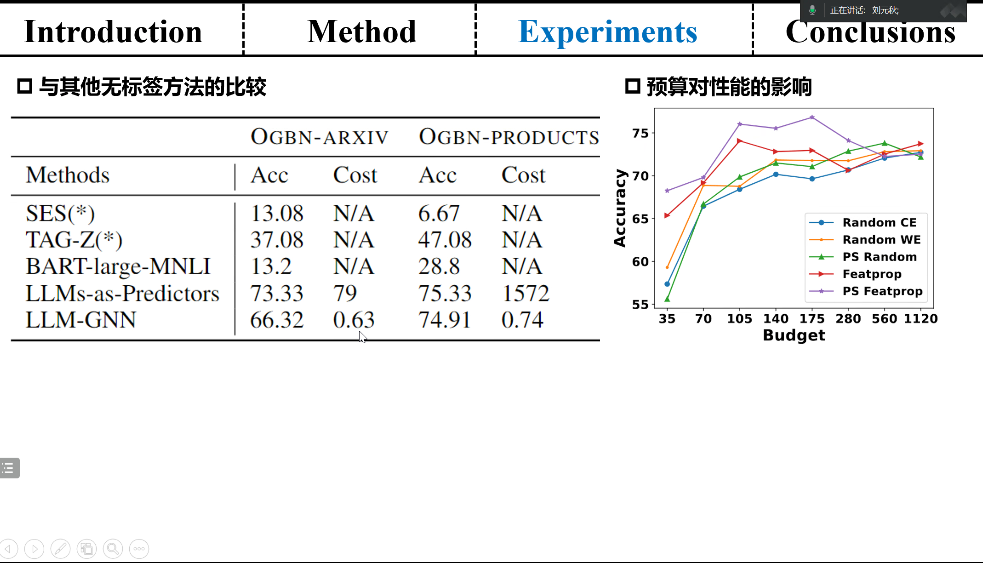 正在讲话: 刘元秋;
Introduction Method Experiments Conclusions
与其他无标签方法的比较
OGBN-ARXIV OGBN-PRODUCTS
Methods Acc Cost Acc Cost
SES(*) 13.08 N/A 6.67 N/A
TAG-Z(*) 37.08 N/A 47.08 N/A
BART-large-MNLI 13.2 N/A 28.8 N/A
LLMs-as-Predictors 73.33 79 75.33 1572
LLM-GNN 66.32 0.63 74.91 0.74
预算对性能的影响
Accuracy
75
70
65
60
55
Random CE
Random WE
PS Random
Featprop
PS Featprop
35 70 105 140 175 280 560 1120
Budget